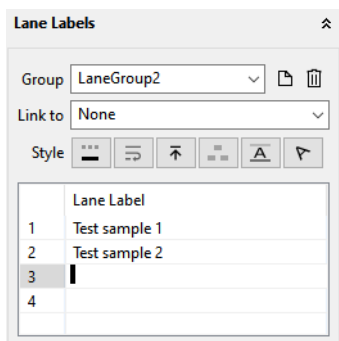 Lane Labels
Group LaneGroup2
Link to None
Style A A
Lane Label
1 Test sample 1
2 Test sample 2
3
4